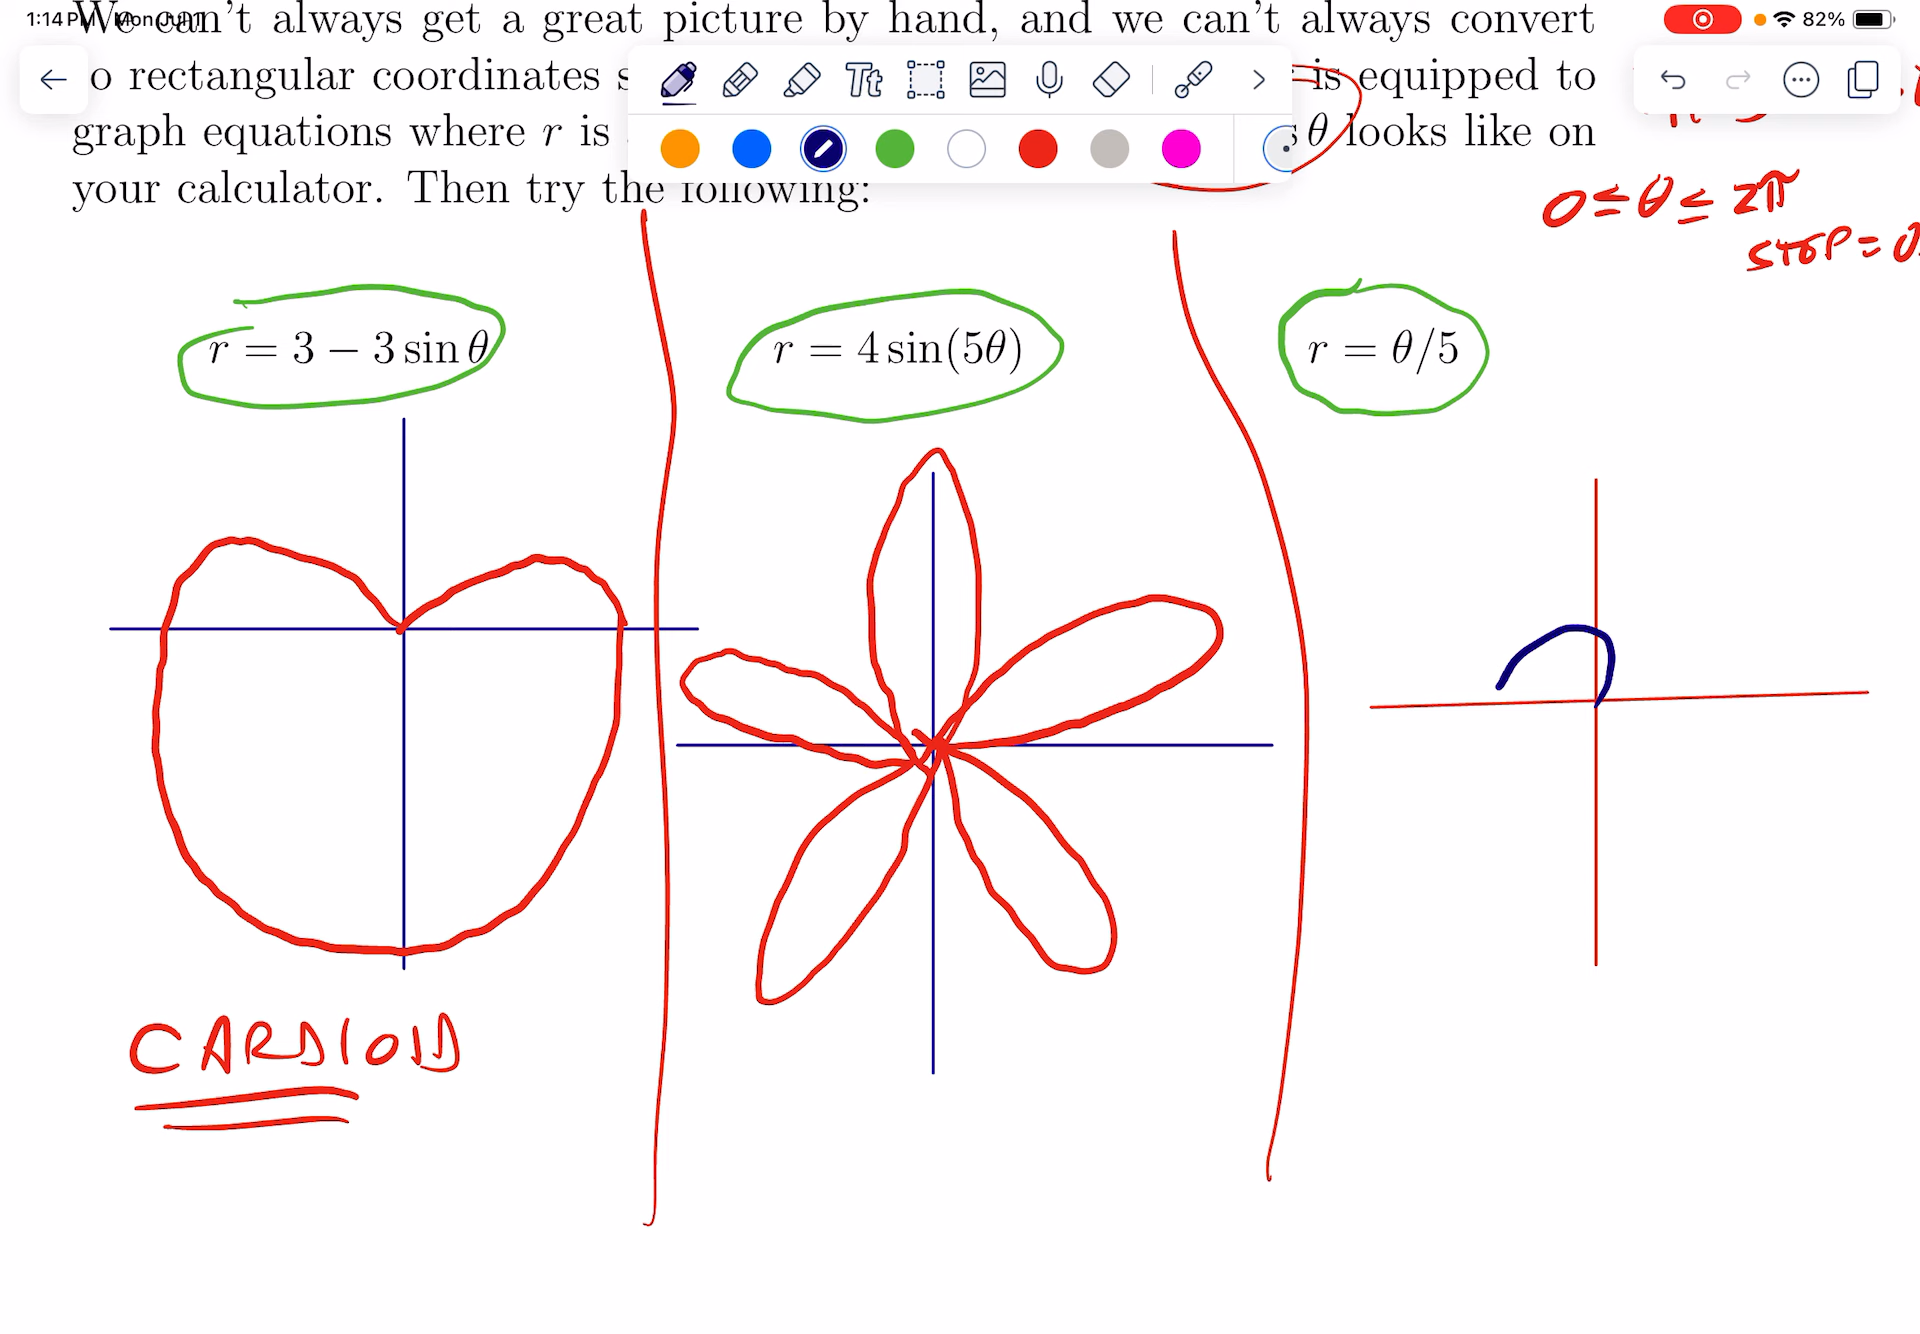 1:14 PM Mon Jul 1
82%
We can't always get a great picture by hand, and we can't always convert
o rectangular coordinates s is equipped to
graph equations where r is θ looks like on
your calculator. Then try the following:
Tt
0 ≤ θ ≤ 2π
STEP = 0.
r = 3 − 3 sin θ
r = 4 sin(5θ)
r = θ/5
CARDIOID